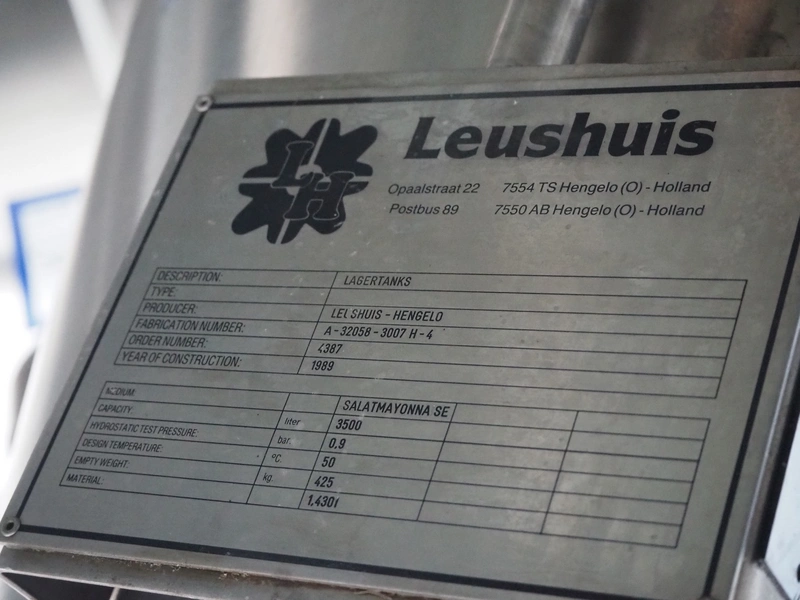 LH
Leushuis
Opaalstraat 22 7554 TS Hengelo (O) - Holland
Postbus 89 7550 AB Hengelo (O) - Holland
DESCRIPTION: LAGERTANKS
TYPE:
PRODUCER: LEUSHUIS - HENGELO
FABRICATION NUMBER: A-32058-3007 H-4
ORDER NUMBER: 4387
YEAR OF CONSTRUCTION: 1989
MEDIUM: SALATMAYONNA SE
CAPACITY: liter 3500
HYDROSTATIC TEST PRESSURE: bar. 0.9
DESIGN TEMPERATURE: °C. 50
EMPTY WEIGHT: kg. 425
MATERIAL: 1.4301